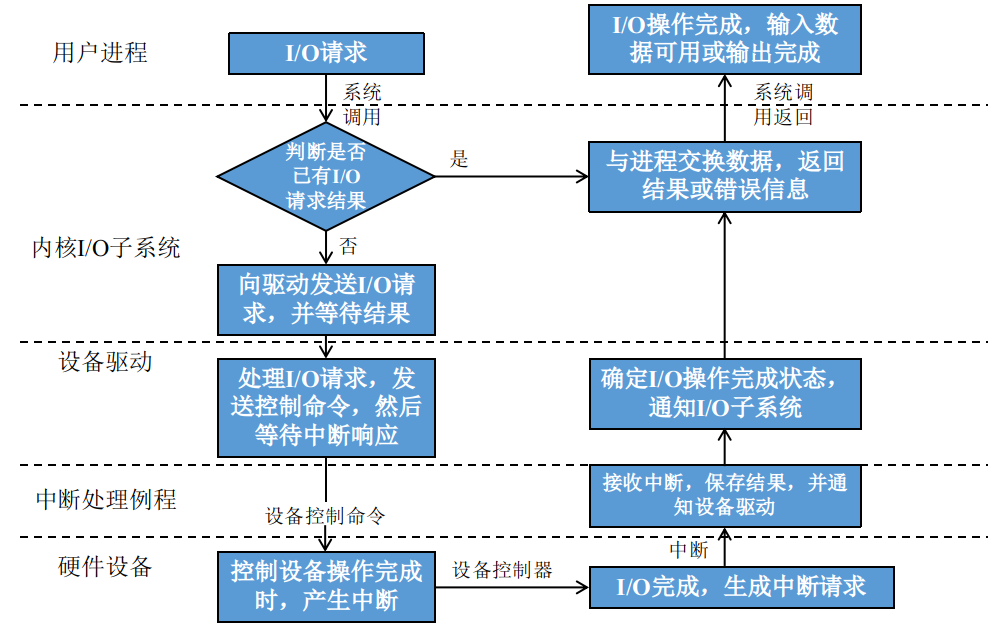 用户进程
I/O请求
I/O操作完成，输入数
据可用或输出完成
系统
调用
系统调
用返回
判断是否
已有I/O
请求结果
是
与进程交换数据，返回
结果或错误信息
内核I/O子系统
否
向驱动发送I/O请
求，并等待结果
设备驱动
处理I/O请求，发
送控制命令，然后
等待中断响应
确定I/O操作完成状态，
通知I/O子系统
中断处理例程
接收中断，保存结果，并通
知设备驱动
设备控制命令
中断
硬件设备
控制设备操作完成
时，产生中断
设备控制器
I/O完成，生成中断请求